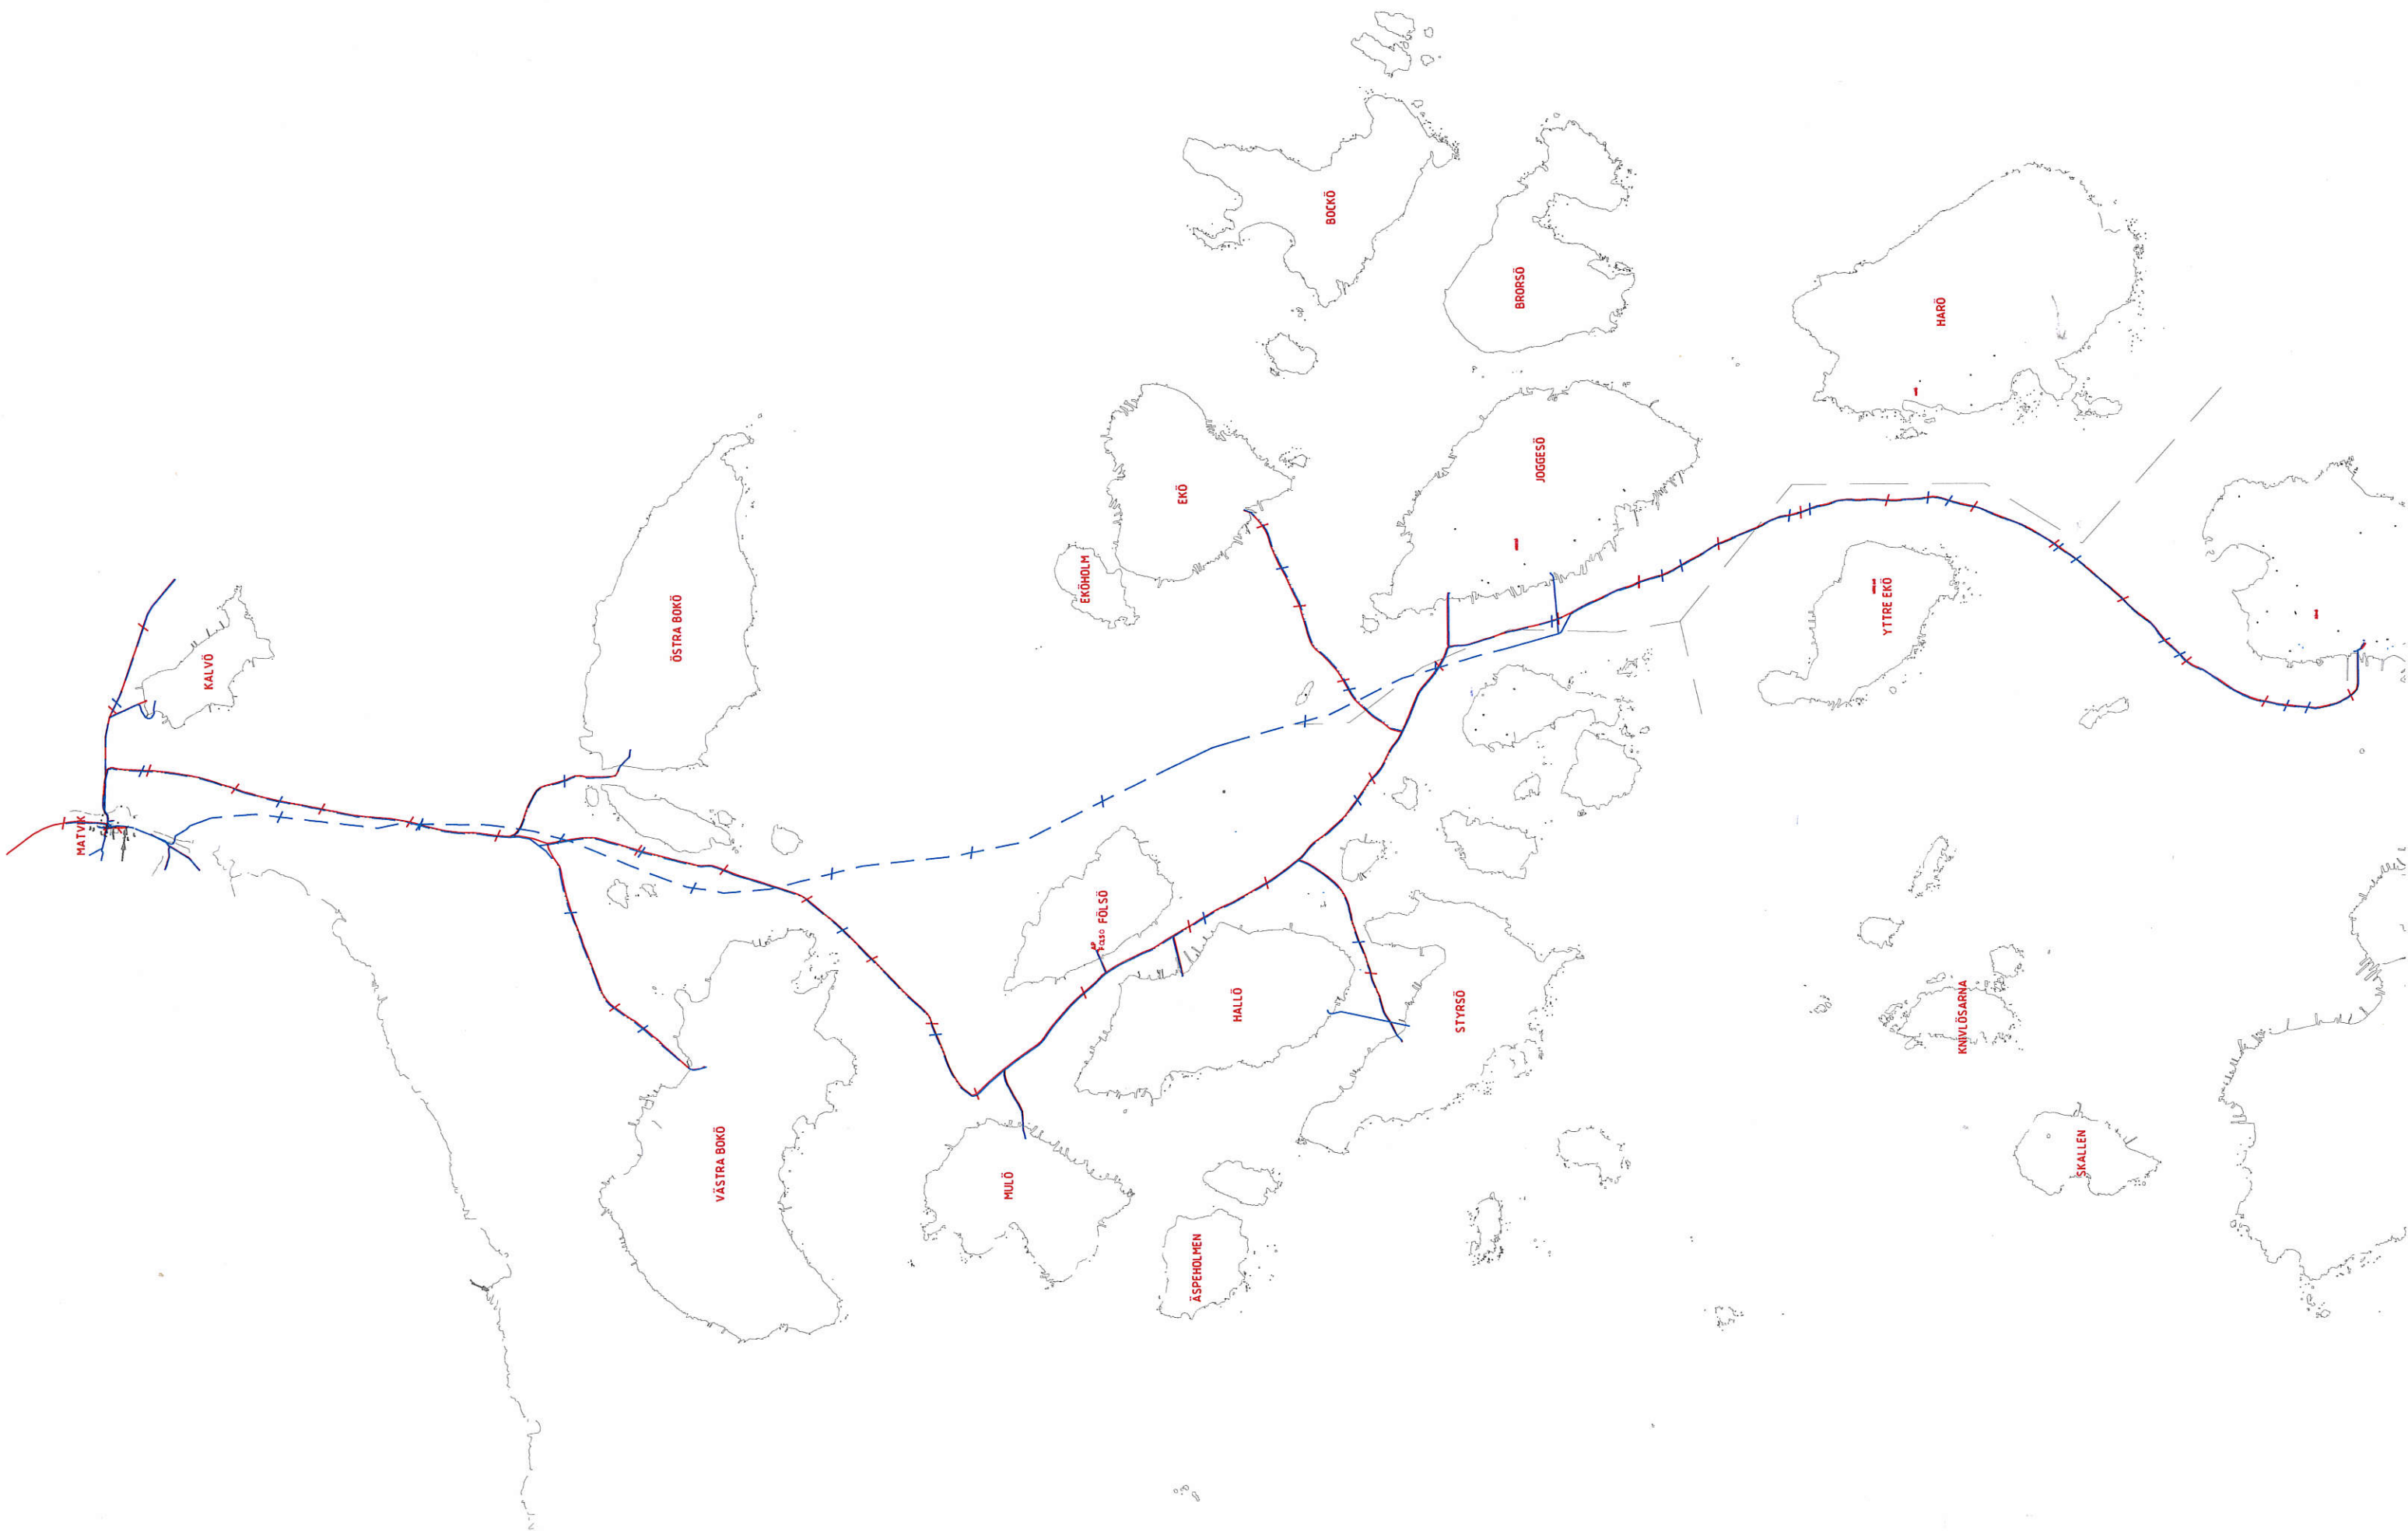 MATVIK
KALVÖ
ÖSTRA BOKÖ
VÄSTRA BOKÖ
MULÖ
EKÖHOLM
FÖLSÖ
EKÖ
ÄSPEHOLMEN
HALLÖ
BOCKÖ
STYRSÖ
BRORSÖ
JOGGESÖ
YTTRE EKÖ
HARÖ
KNIVLÖSARNA
SKALLEN